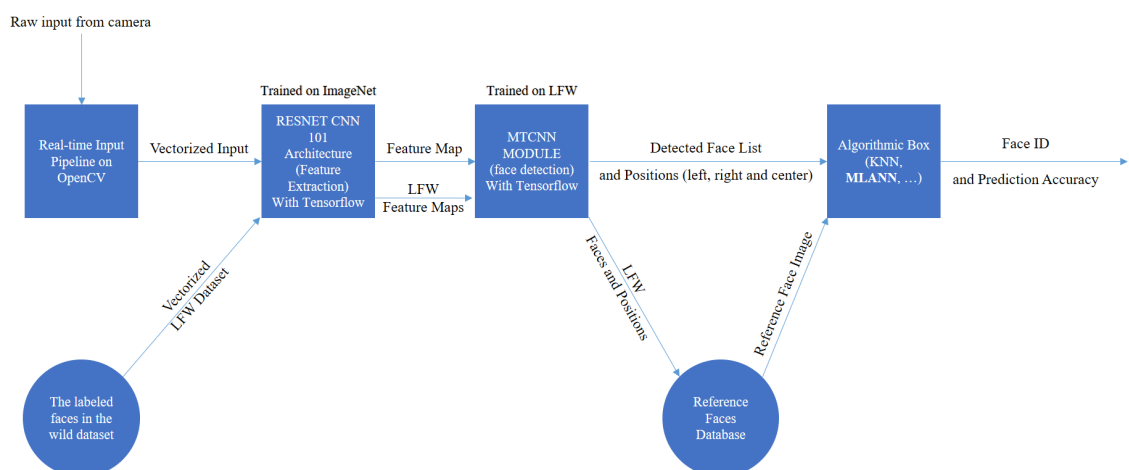 Raw input from camera
Real-time Input
Pipeline on
OpenCV
Vectorized Input
Trained on ImageNet
RESNET CNN
101
Architecture
(Feature
Extraction)
With Tensorflow
Feature Map
LFW
Feature Maps
Trained on LFW
MTCNN
MODULE
(face detection)
With Tensorflow
Detected Face List
and Positions (left, right and center)
Algorithmic Box
(KNN,
MLANN, …)
Face ID
and Prediction Accuracy
Vectorized
LFW Dataset
LFW
Faces and Positions
Reference Face Image
The labeled
faces in the
wild dataset
Reference
Faces
Database